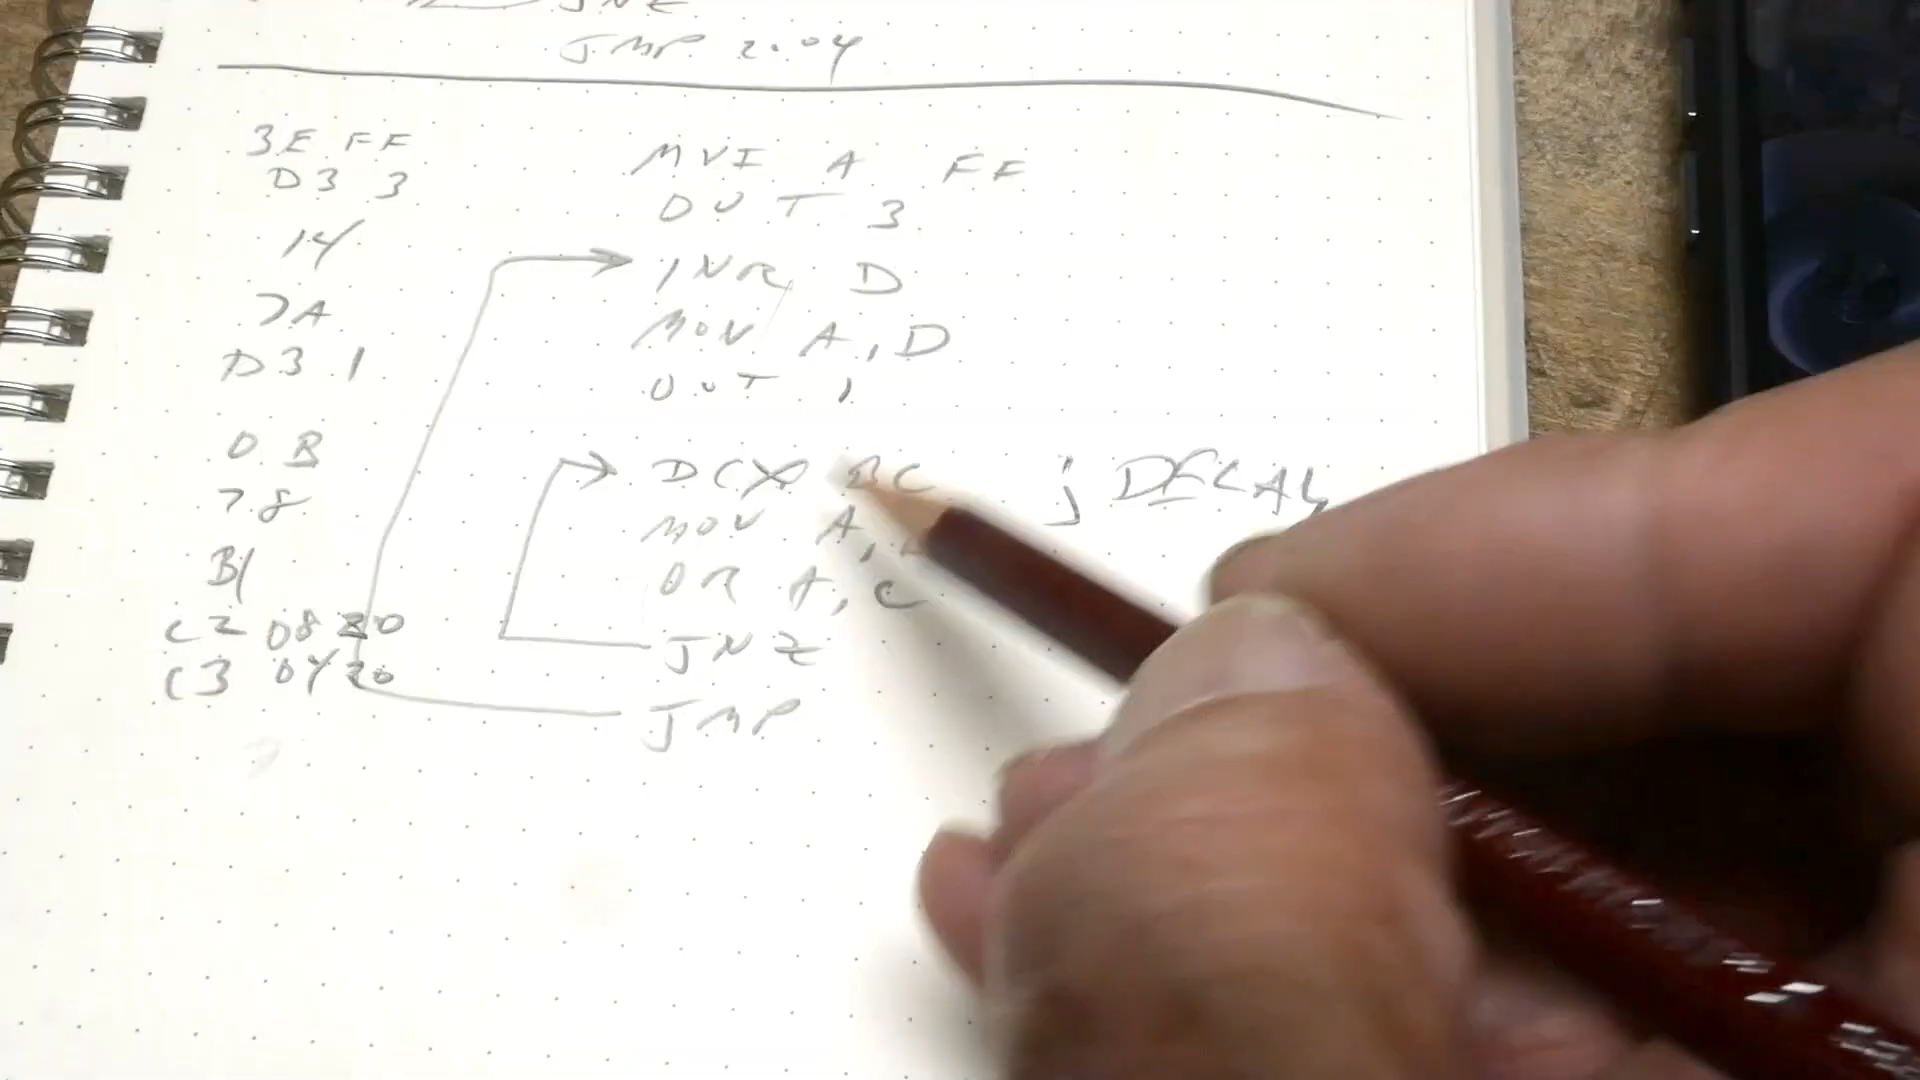 JNZ
JMP 2.04
3E FF MVI A FF
D3 3 OUT 3
14 INR D
7A MOV A,D
D3 1 OUT 1
0B DCX BC ; DELAY
78 MOV A,
B1 OR A,C
C2 08 20 JNZ
C3 04 20 JMP